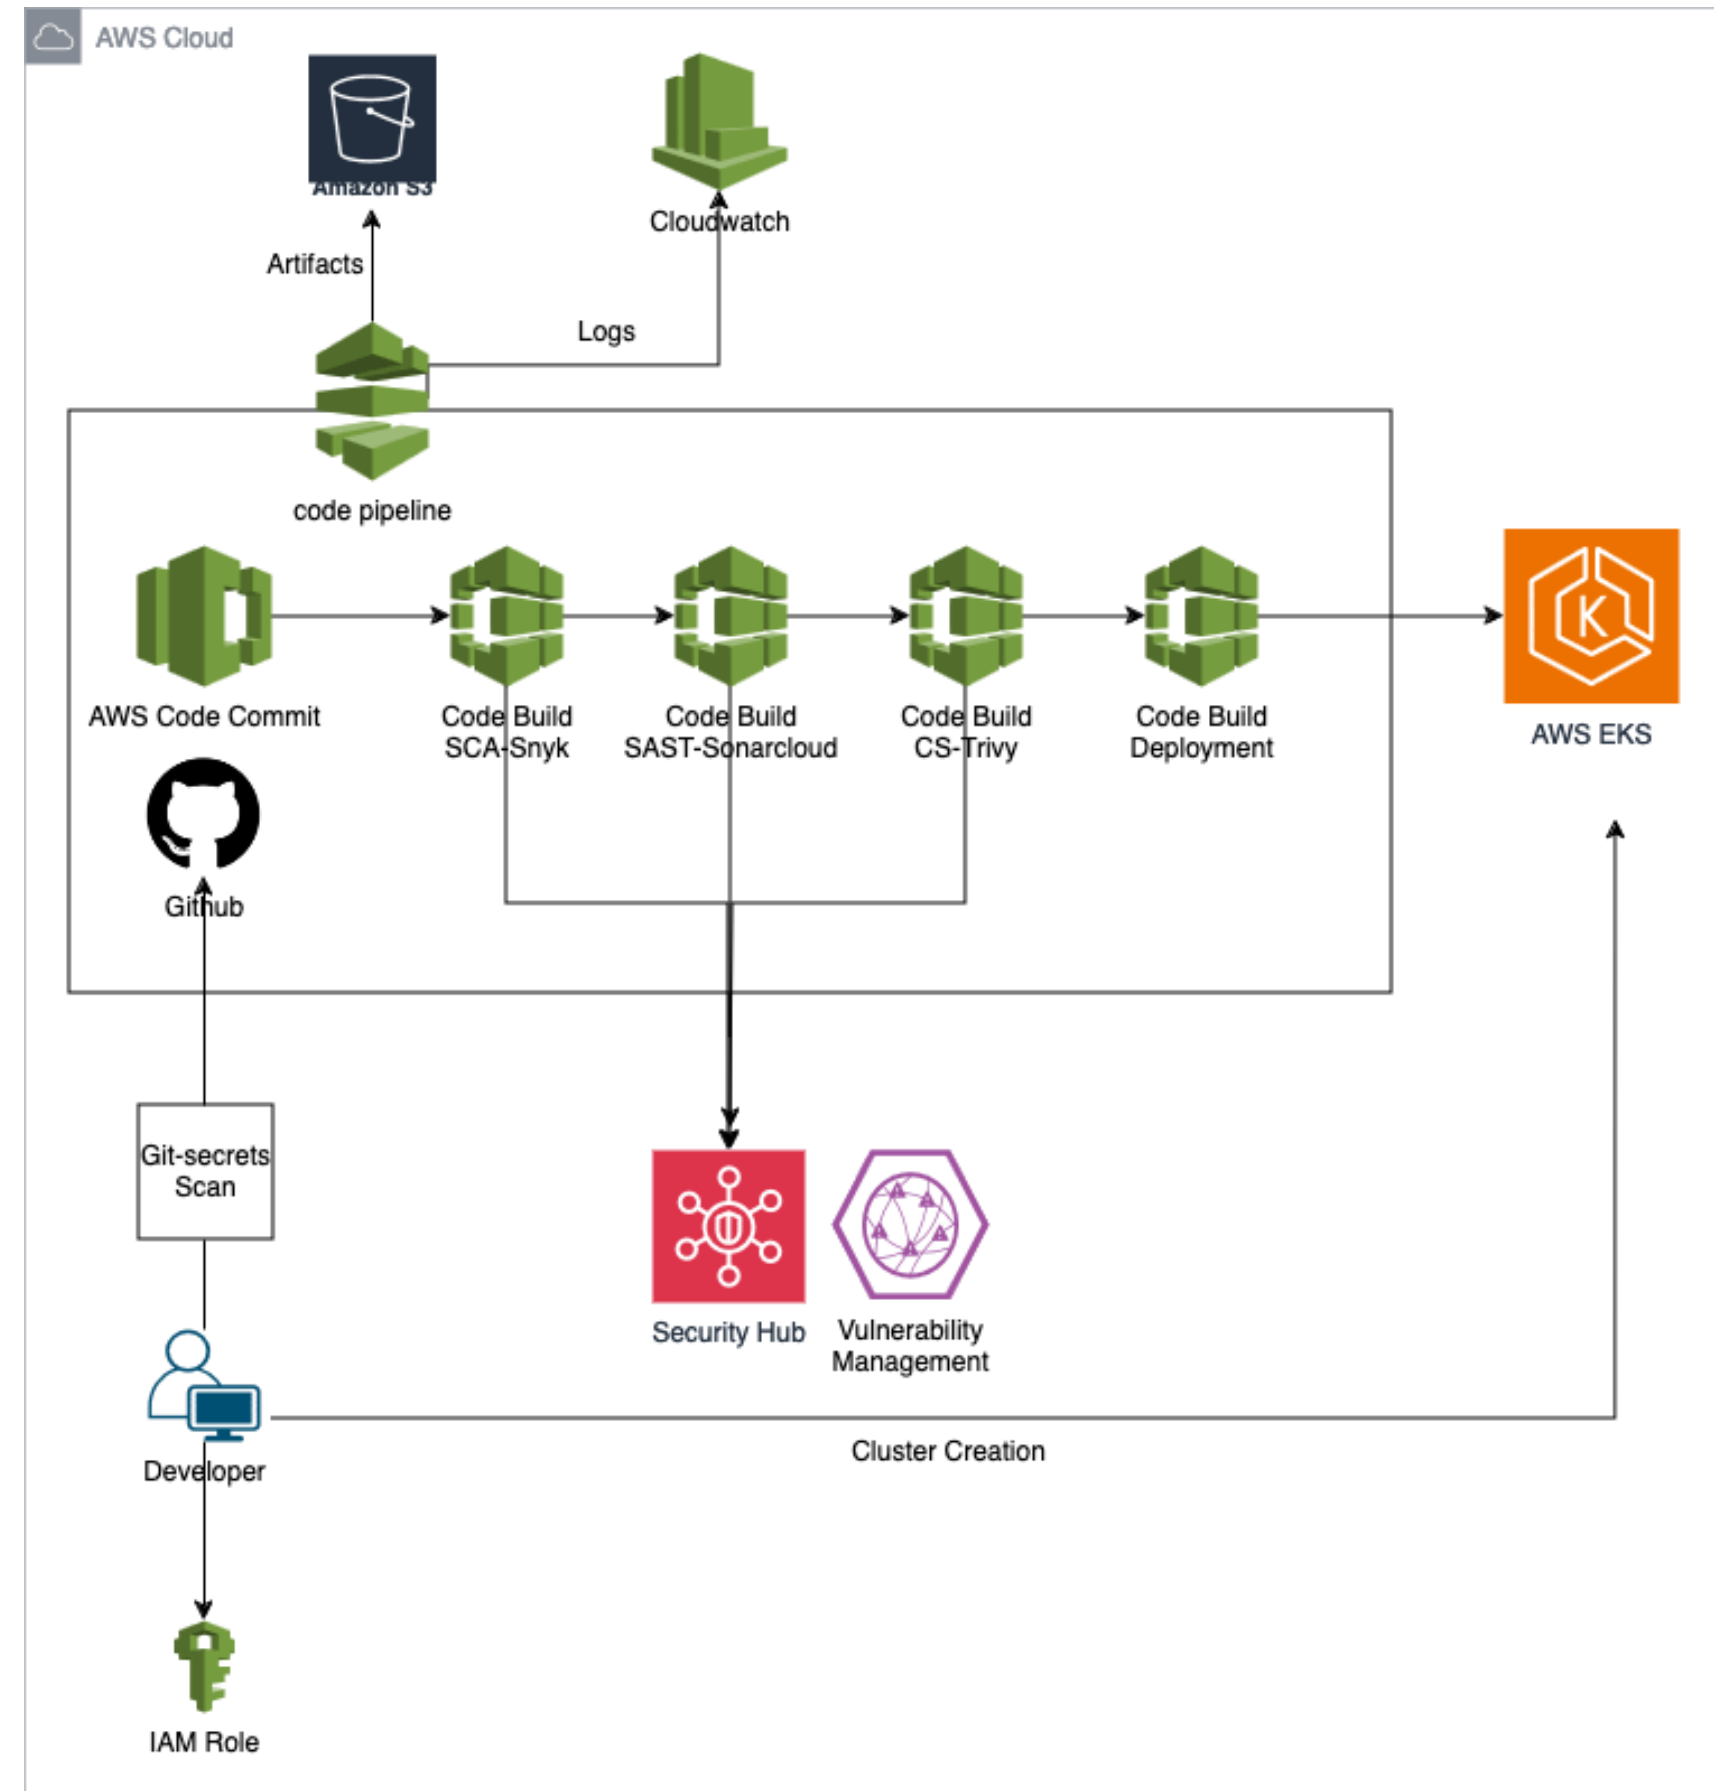 AWS Cloud
Amazon S3
Cloudwatch
Artifacts
Logs
code pipeline
AWS Code Commit
Code Build
SCA-Snyk
Code Build
SAST-Sonarcloud
Code Build
CS-Trivy
Code Build
Deployment
K
AWS EKS
Github
Git-secrets
Scan
Security Hub
Vulnerability
Management
Developer
Cluster Creation
IAM Role